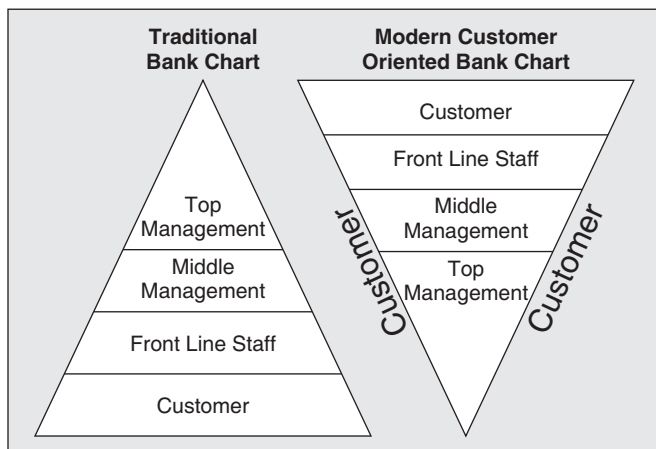 Traditional
Bank Chart
Top
Management
Middle
Management
Front Line Staff
Customer
Modern Customer
Oriented Bank Chart
Customer
Front Line Staff
Middle
Management
Top
Management
Customer
Customer